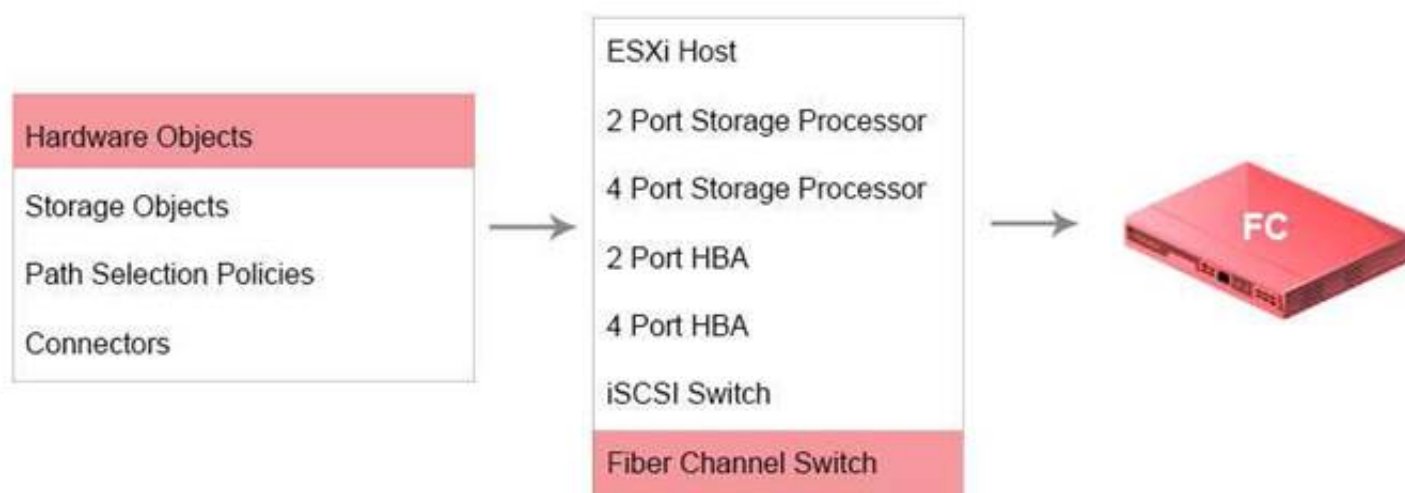 Hardware Objects
Storage Objects
Path Selection Policies
Connectors
ESXi Host
2 Port Storage Processor
4 Port Storage Processor
2 Port HBA
4 Port HBA
iSCSI Switch
Fiber Channel Switch
FC